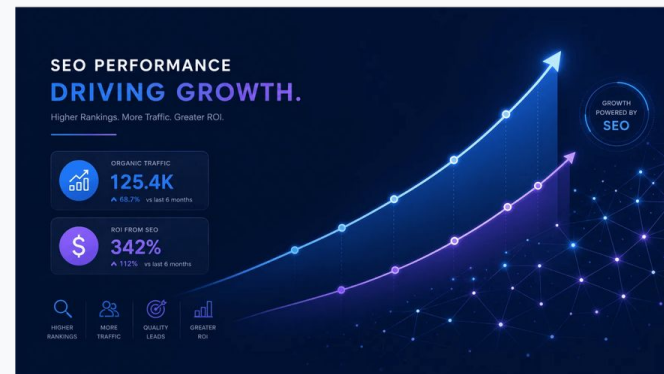 SEO PERFORMANCE
DRIVING GROWTH.
Higher Rankings. More Traffic. Greater ROI.
ORGANIC TRAFFIC
125.4K
68.7% vs last 6 months
ROI FROM SEO
342%
112% vs last 6 months
HIGHER
RANKINGS
MORE
TRAFFIC
QUALITY
LEADS
GREATER
ROI
GROWTH
POWERED BY
SEO